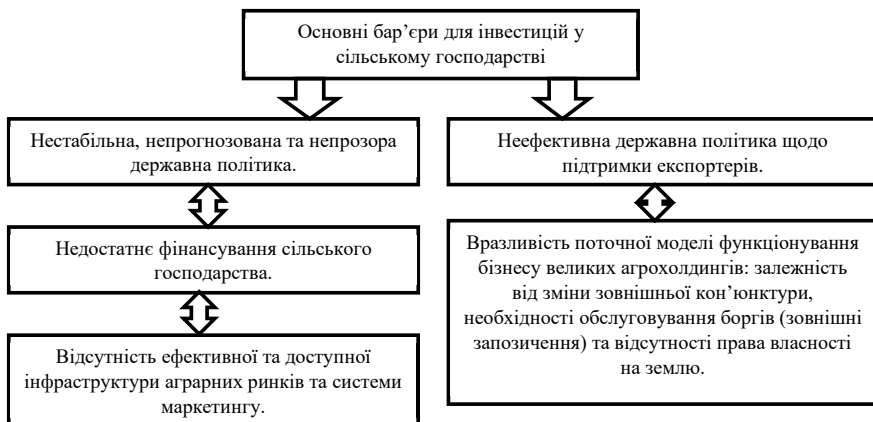 Основні бар’єри для інвестицій у
сільському господарстві
Нестабільна, непрогнозована та непрозора
державна політика.
Недостатнє фінансування сільського
господарства.
Відсутність ефективної та доступної
інфраструктури аграрних ринків та системи
маркетингу.
Неефективна державна політика щодо
підтримки експортерів.
Вразливість поточної моделі функціонування
бізнесу великих агрохолдингів: залежність
від зміни зовнішньої кон’юнктури,
необхідності обслуговування боргів (зовнішні
запозичення) та відсутності права власності
на землю.